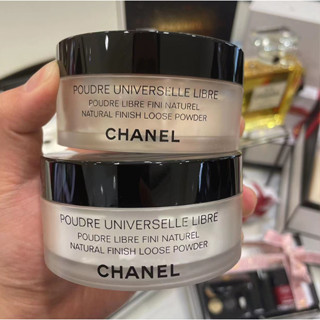 POUDRE UNIVERSELLE LIBRE
POUDRE LIBRE FINI NATUREL
NATURAL FINISH LOOSE POWDER
CHANEL
POUDRE UNIVERSELLE LIBRE
POUDRE LIBRE FINI NATUREL
NATURAL FINISH LOOSE POWDER
CHANEL